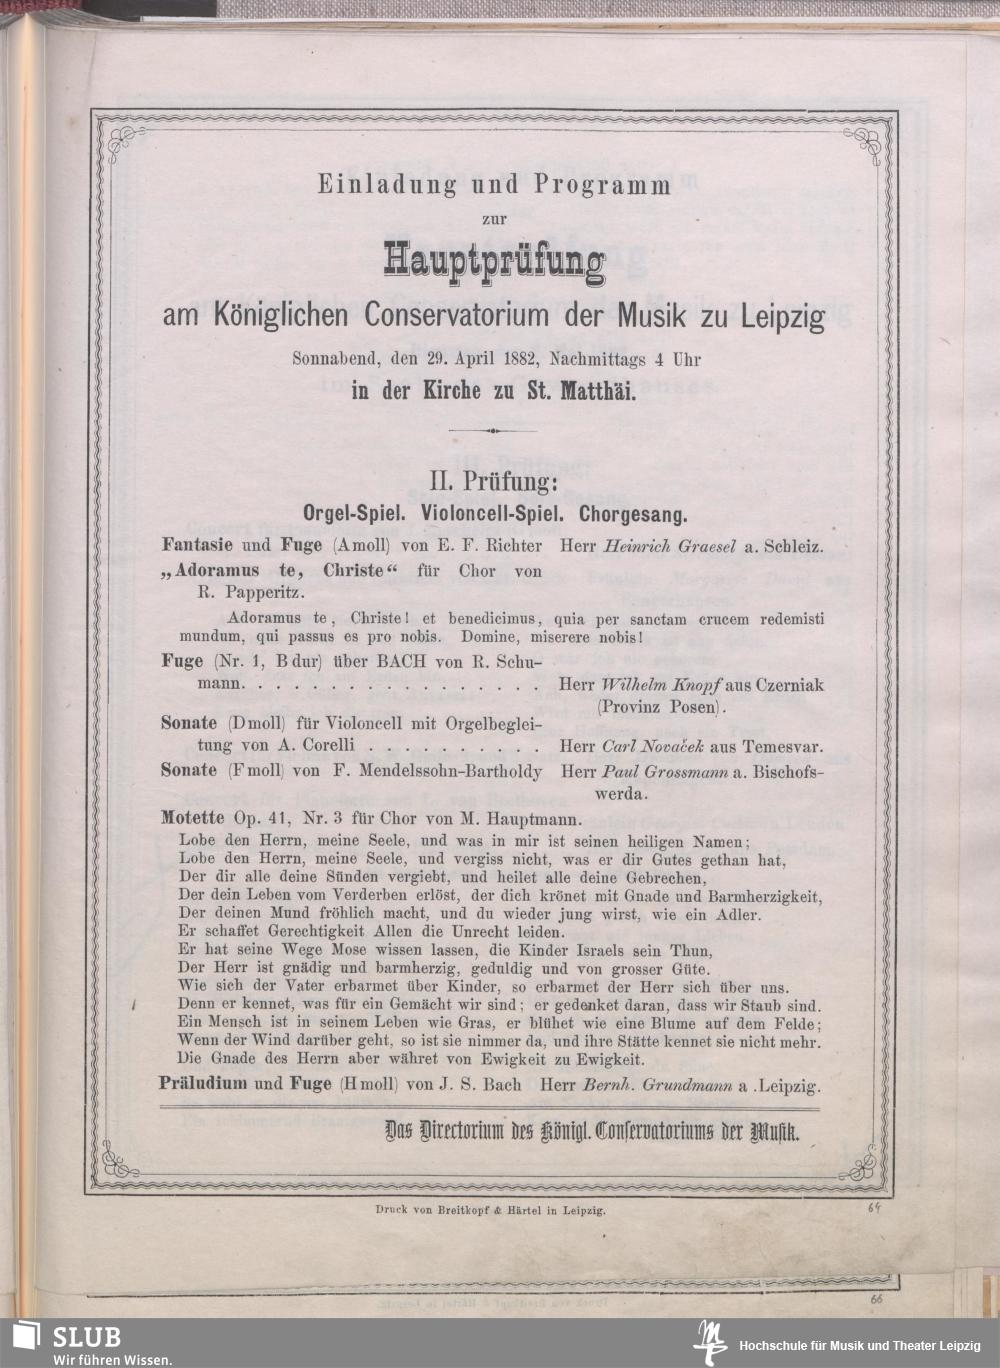 Einladung und Programm
zur
Hauptprüfung
am Königlichen Conservatorium der Musik zu Leipzig
Sonnabend, den 29. April 1882, Nachmittags 4 Uhr
in der Kirche zu St. Matthäi.
II. Prüfung:
Orgel-Spiel. Violoncell-Spiel. Chorgesang.
Fantasie und Fuge (A moll) von E. F. Richter Herr Heinrich Graesel a. Schleiz.
„Adoramus te, Christe“ für Chor von
R. Papperitz.
Adoramus te, Christe! et benedicimus, quia per sanctam crucem redemisti
mundum, qui passus es pro nobis. Domine, miserere nobis!
Fuge (Nr. 1, B dur) über BACH von R. Schu-
mann. . . . . . . . . . . . . . . . . . Herr Wilhelm Knopf aus Czerniak
(Provinz Posen).
Sonate (D moll) für Violoncell mit Orgelbeglei-
tung von A. Corelli . . . . . . . . . . Herr Carl Novaček aus Temesvar.
Sonate (F moll) von F. Mendelssohn-Bartholdy Herr Paul Grossmann a. Bischofs-
werda.
Motette Op. 41, Nr. 3 für Chor von M. Hauptmann.
Lobe den Herrn, meine Seele, und was in mir ist seinen heiligen Namen;
Lobe den Herrn, meine Seele, und vergiss nicht, was er dir Gutes gethan hat,
Der dir alle deine Sünden vergiebt, und heilet alle deine Gebrechen,
Der dein Leben vom Verderben erlöst, der dich krönet mit Gnade und Barmherzigkeit,
Der deinen Mund fröhlich macht, und du wieder jung wirst, wie ein Adler.
Er schaffet Gerechtigkeit Allen die Unrecht leiden.
Er hat seine Wege Mose wissen lassen, die Kinder Israels sein Thun,
Der Herr ist gnädig und barmherzig, geduldig und von grosser Güte.
Wie sich der Vater erbarmet über Kinder, so erbarmet der Herr sich über uns.
Denn er kennet, was für ein Gemächt wir sind; er gedenket daran, dass wir Staub sind.
Ein Mensch ist in seinem Leben wie Gras, er blühet wie eine Blume auf dem Felde;
Wenn der Wind darüber geht, so ist sie nimmer da, und ihre Stätte kennet sie nicht mehr.
Die Gnade des Herrn aber währet von Ewigkeit zu Ewigkeit.
Präludium und Fuge (H moll) von J. S. Bach Herr Bernh. Grundmann a .Leipzig.
Das Directorium des Königl. Conservatoriums der Musik.
Druck von Breitkopf & Härtel in Leipzig.
64
66
SLUB
Wir führen Wissen.
Hochschule für Musik und Theater Leipzig